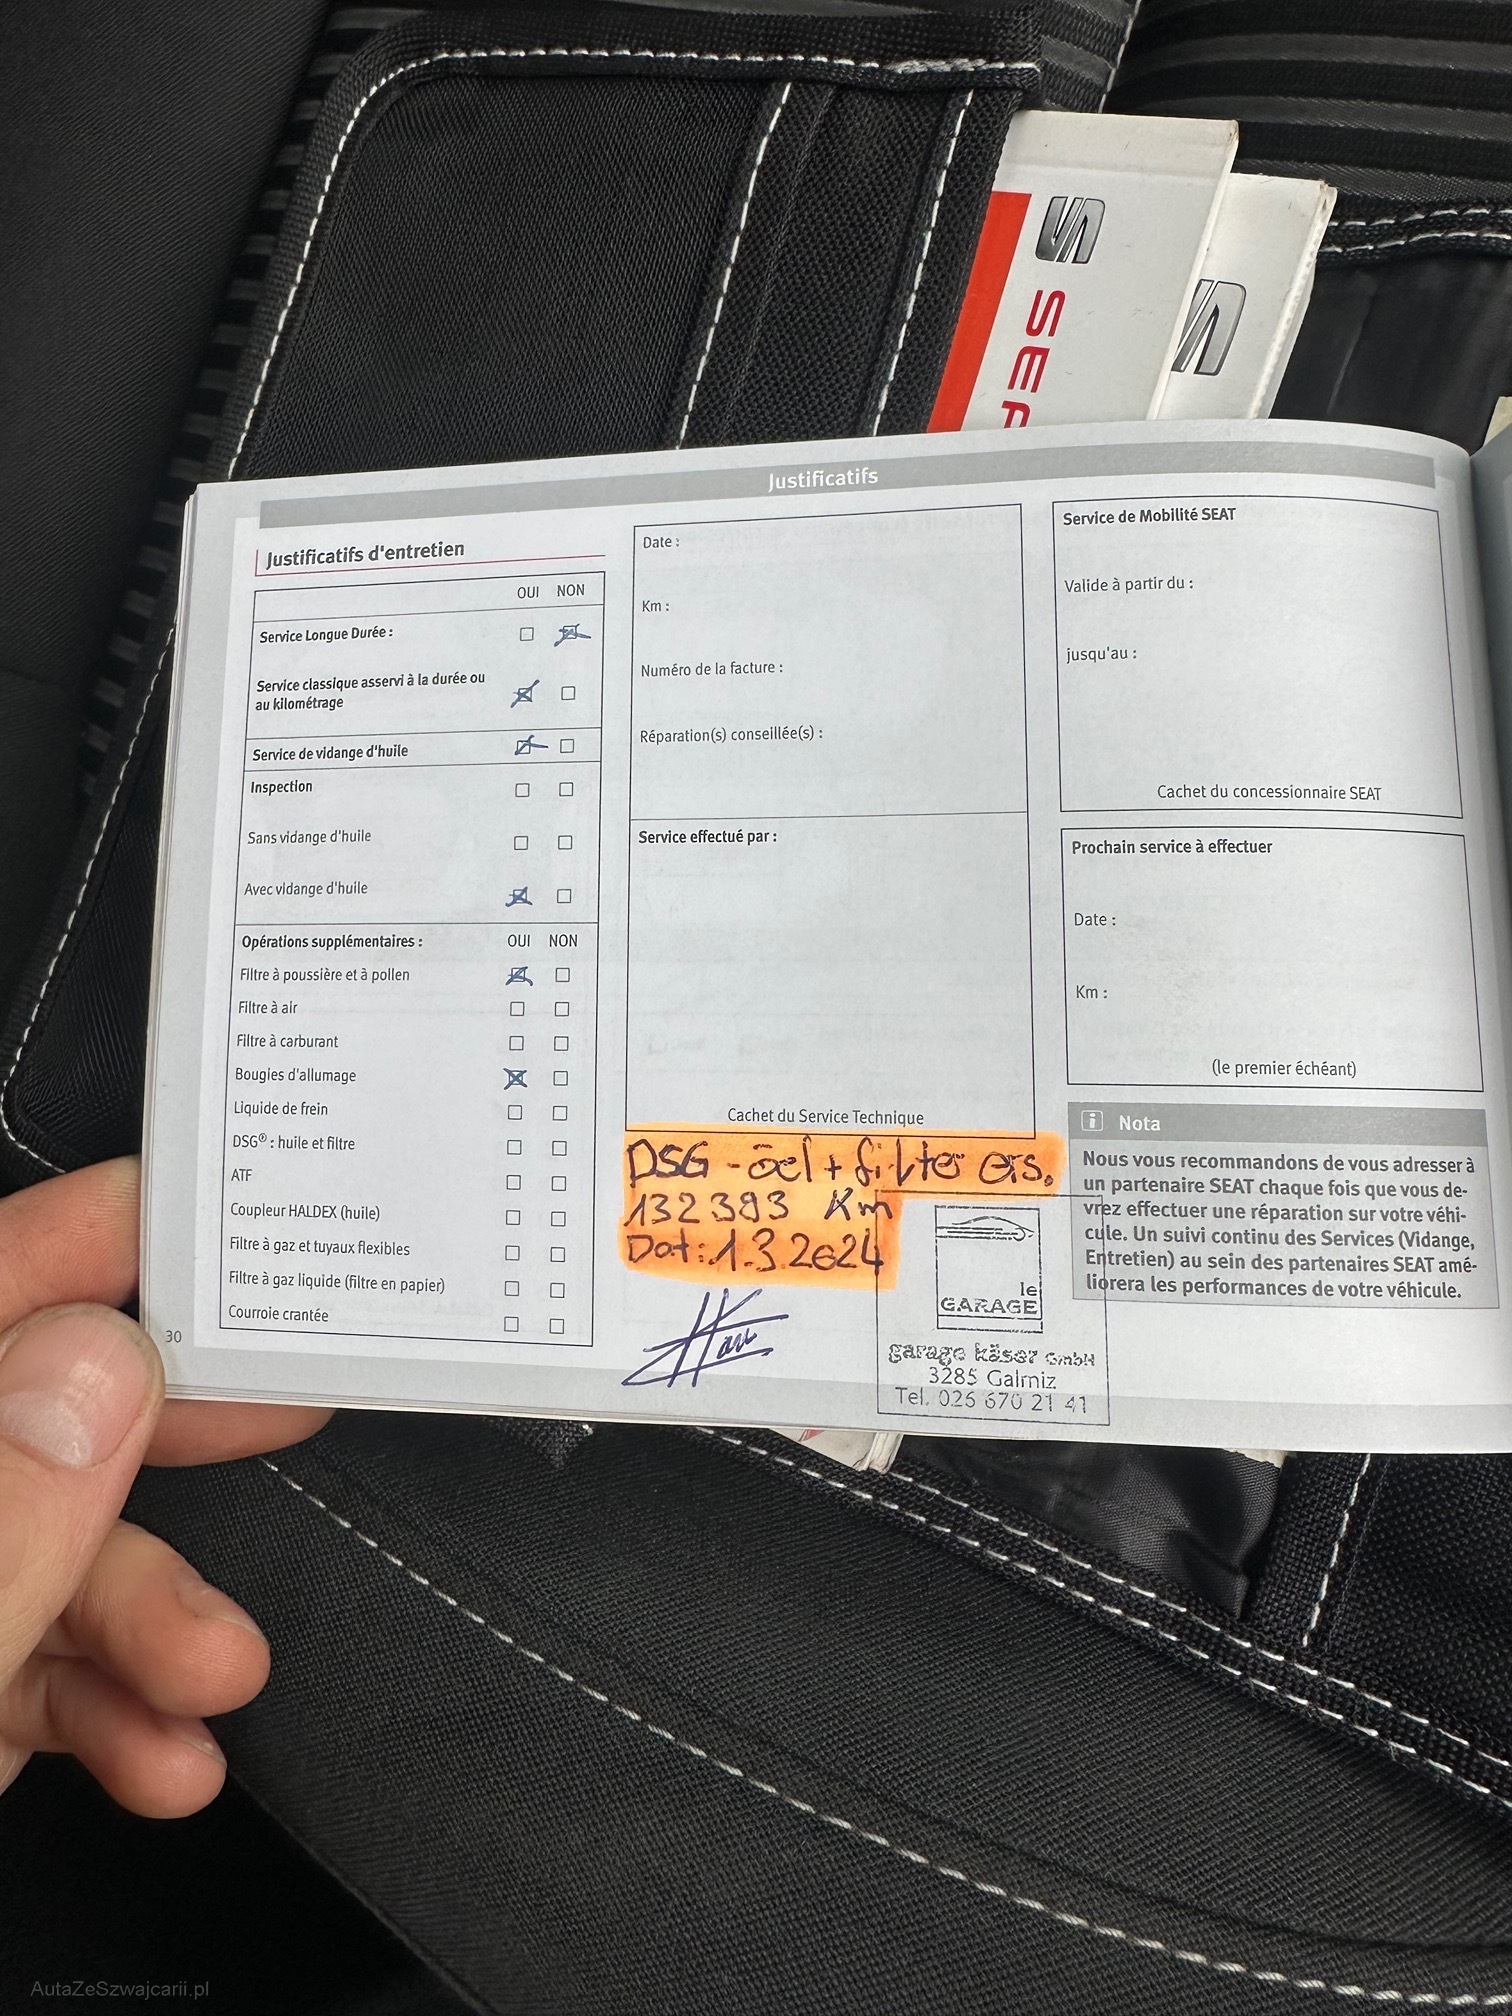 SEA
Justificatifs
Justificatifs d'entretien
OUI NON
Service Longue Durée :
Service classique asservi à la durée ou
au kilométrage
Service de vidange d'huile
Inspection
Sans vidange d'huile
Avec vidange d'huile
Opérations supplémentaires : OUI NON
Filtre à poussière et à pollen
Filtre à air
Filtre à carburant
Bougies d'allumage
Liquide de frein
DSG® : huile et filtre
ATF
Coupleur HALDEX (huile)
Filtre à gaz et tuyaux flexibles
Filtre à gaz liquide (filtre en papier)
Courroie crantée
30
Date :
Km :
Numéro de la facture :
Réparation(s) conseillée(s) :
Service effectué par :
Cachet du Service Technique
DSG -öel + filter ers.
132393 Km
Dat: 1.3.2024
le
GARAGE
garage käser GmbH
3285 Galmiz
Tel. 026 670 21 41
Service de Mobilité SEAT
Valide à partir du :
jusqu'au :
Cachet du concessionnaire SEAT
Prochain service à effectuer
Date :
Km :
(le premier échéant)
i Nota
Nous vous recommandons de vous adresser à
un partenaire SEAT chaque fois que vous de-
vrez effectuer une réparation sur votre véhi-
cule. Un suivi continu des Services (Vidange,
Entretien) au sein des partenaires SEAT amé-
liorera les performances de votre véhicule.
AutaZeSzwajcarii.pl